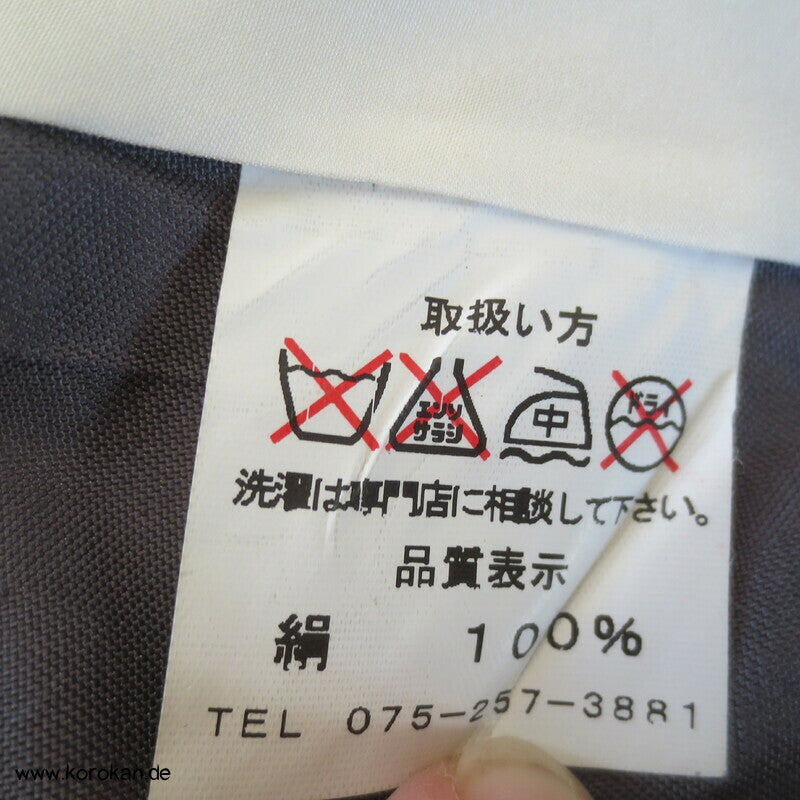 取扱い方
エンソ
サラシ
中
ドライ
洗濯は専門店に相談して下さい。
品質表示
絹 100%
TEL 075-257-3881
www.korokan.de